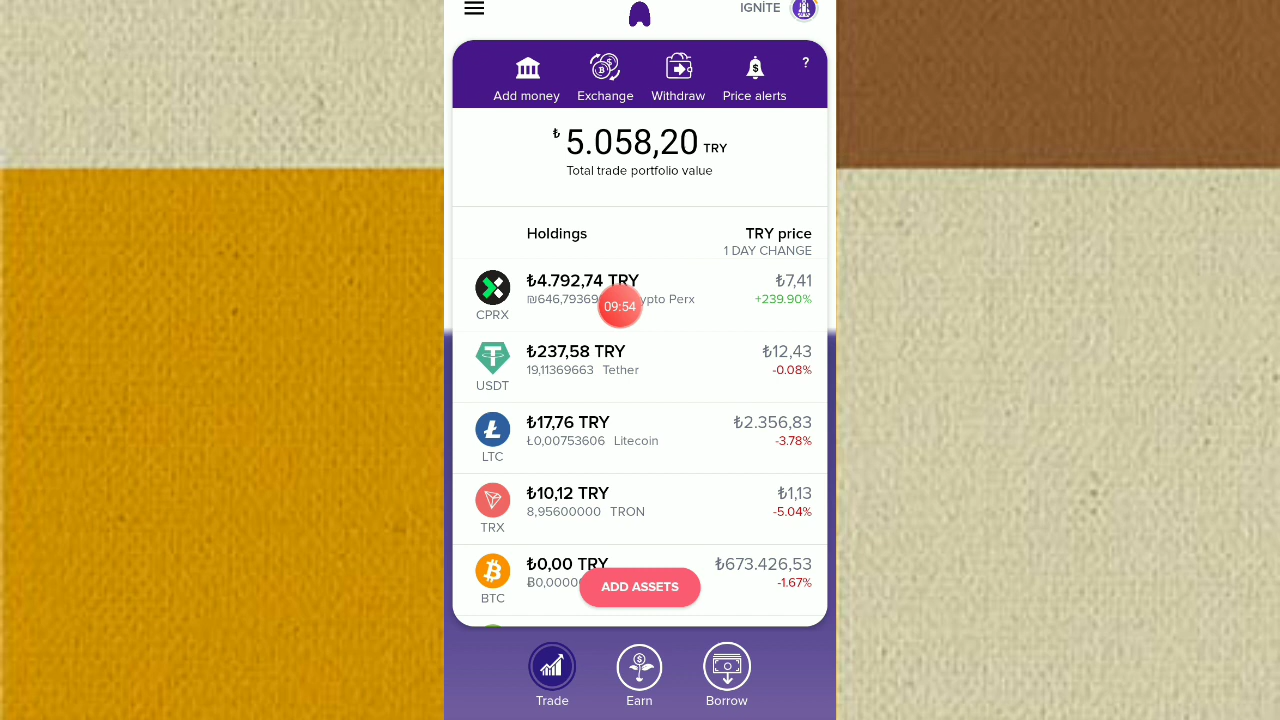 IGNİTE
Add money Exchange Withdraw Price alerts ?
₺ 5.058,20 TRY
Total trade portfolio value
Holdings TRY price
1 DAY CHANGE
₺4.792,74 TRY ₺7,41
₪646,79369 09:54 ypto Perx +239.90%
CPRX
₺237,58 TRY ₺12,43
19,11369663 Tether -0.08%
USDT
₺17,76 TRY ₺2.356,83
Ł0,00753606 Litecoin -3.78%
LTC
₺10,12 TRY ₺1,13
8,95600000 TRON -5.04%
TRX
₺0,00 TRY ₺673.426,53
ADD ASSETS -1.67%
BTC
Trade Earn Borrow